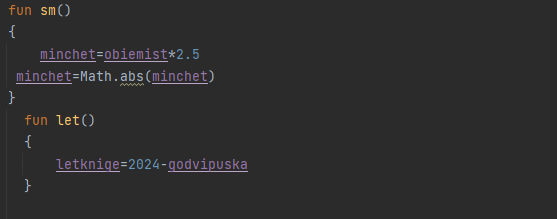 fun sm()
{
minchet=obiemist*2.5
minchet=Math.abs(minchet)
}
fun let()
{
letknige=2024-godvipuska
}